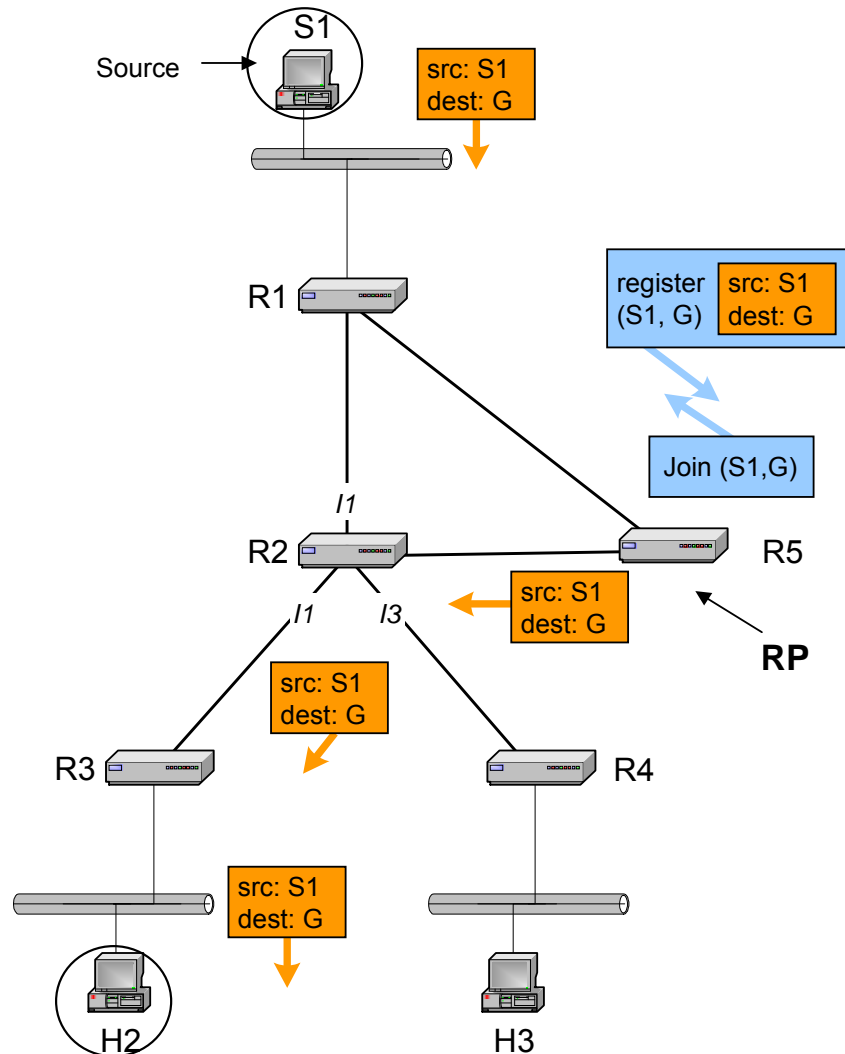 S1
Source
src: S1
dest: G
R1
register
(S1, G)
src: S1
dest: G
Join (S1,G)
I1
R2
R5
src: S1
dest: G
I1
I3
RP
src: S1
dest: G
R3
R4
src: S1
dest: G
H2
H3